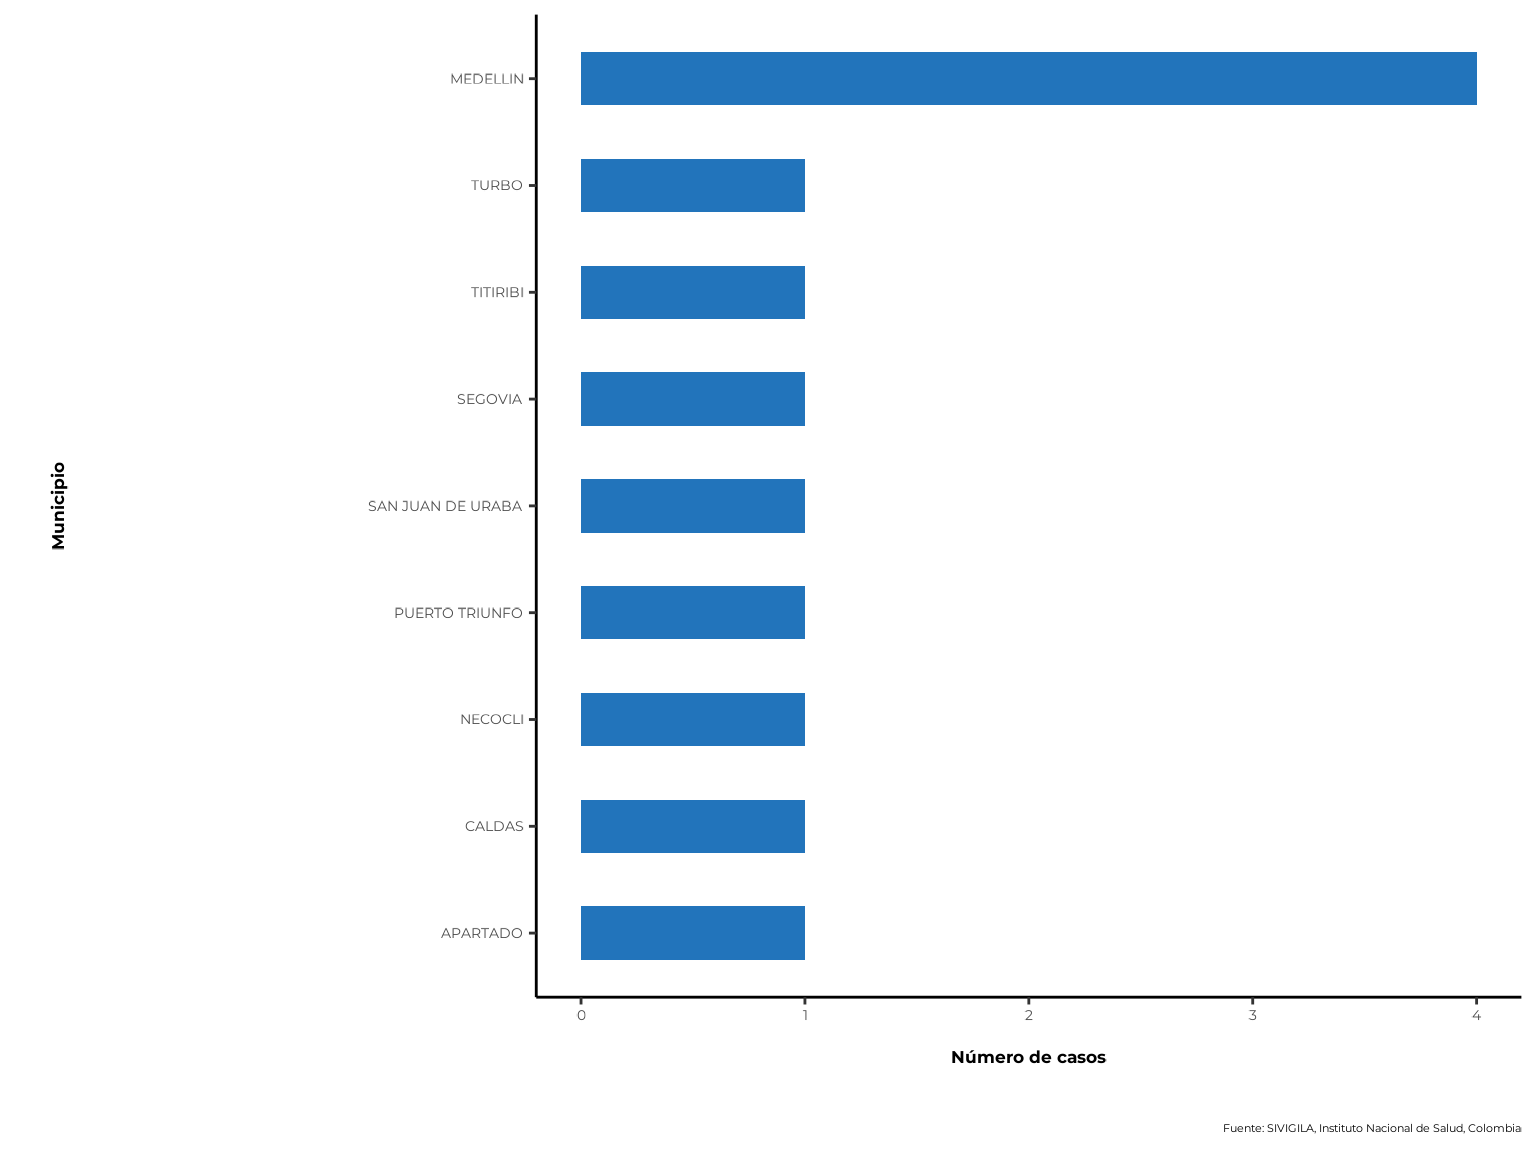 Municipio
MEDELLIN
TURBO
TITIRIBI
SEGOVIA
SAN JUAN DE URABA
PUERTO TRIUNFO
NECOCLI
CALDAS
APARTADO
0 1 2 3 4
Número de casos
Fuente: SIVIGILA, Instituto Nacional de Salud, Colombia